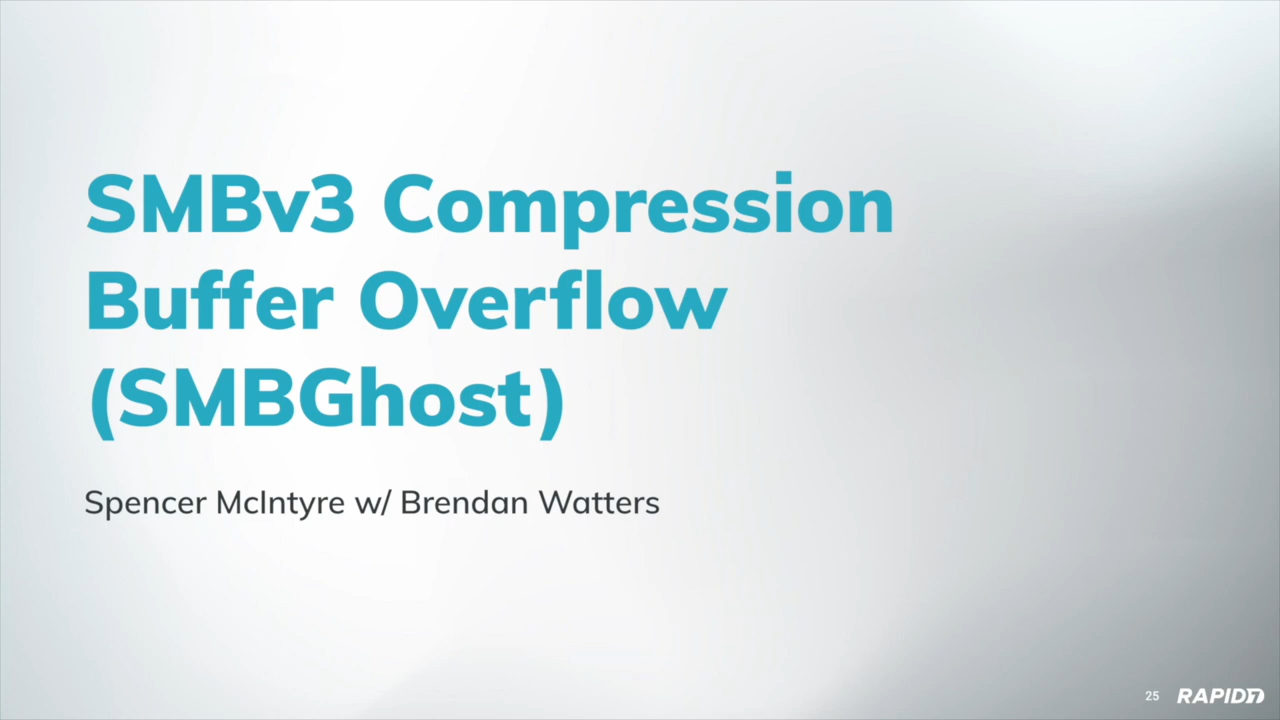 SMBv3 Compression
Buffer Overflow
(SMBGhost)
Spencer McIntyre w/ Brendan Watters
25 RAPID7